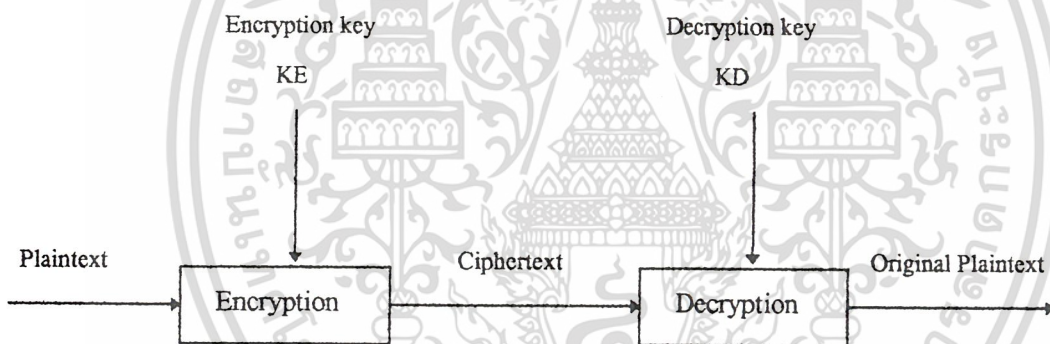 Encryption key
Decryption key
KE
KD
Plaintext
Ciphertext
Original Plaintext
Encryption
Decryption